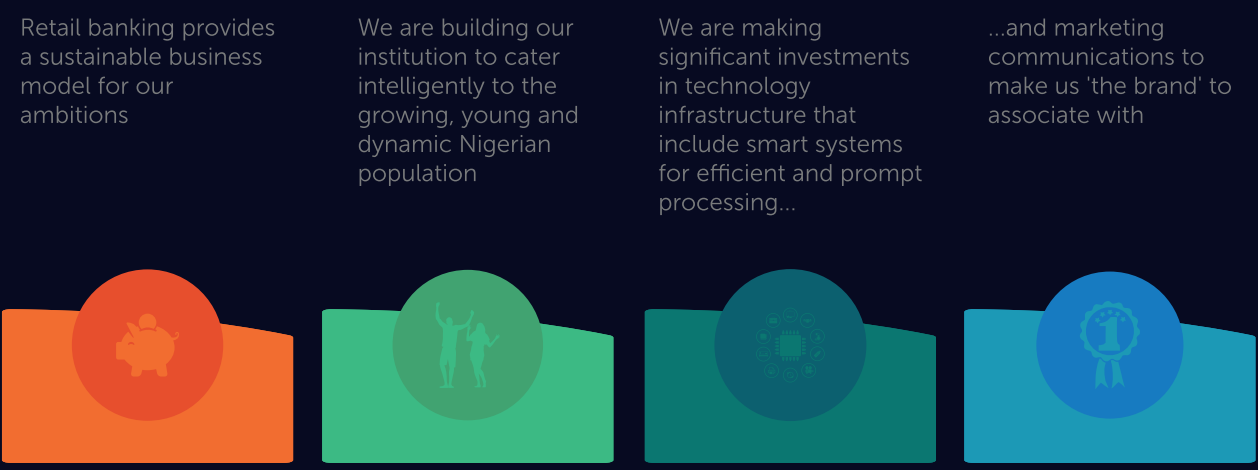 Retail banking provides
a sustainable business
model for our
ambitions
We are building our
institution to cater
intelligently to the
growing, young and
dynamic Nigerian
population
We are making
significant investments
in technology
infrastructure that
include smart systems
for efficient and prompt
processing...
...and marketing
communications to
make us 'the brand' to
associate with
1